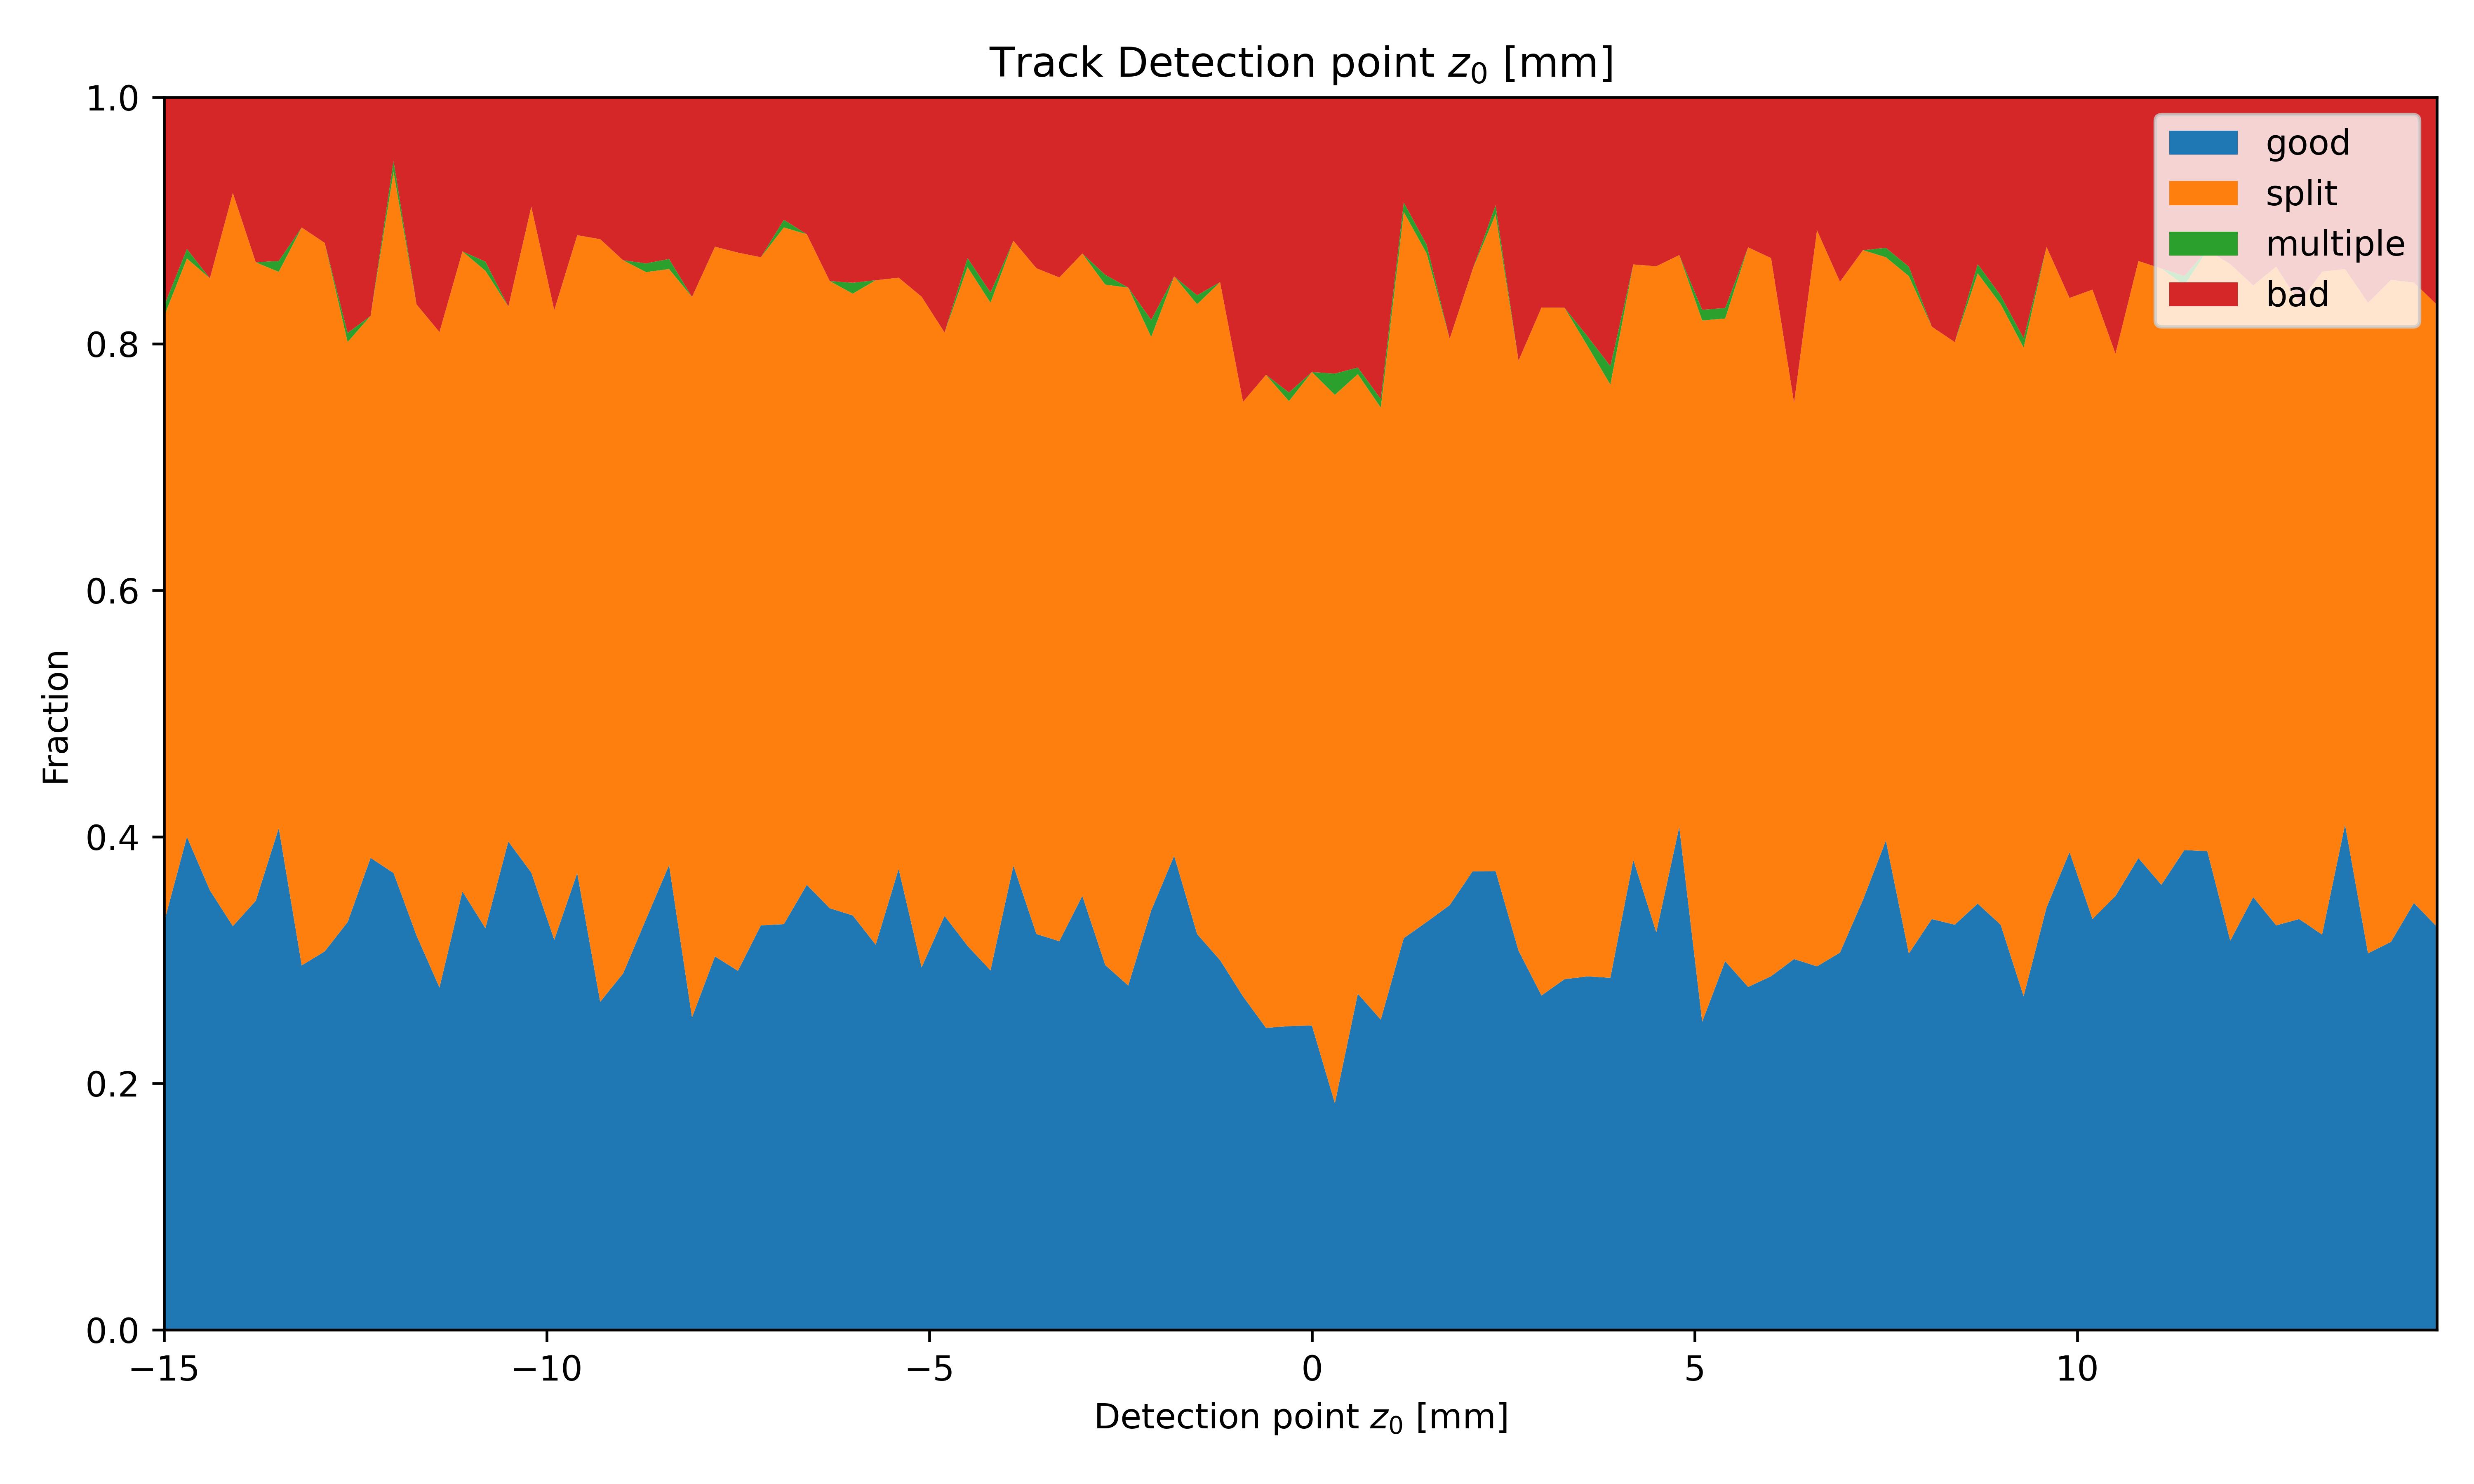 Track Detection point z₀ [mm]
1.0
0.8
0.6
0.4
0.2
0.0
Fraction
good
split
multiple
bad
−15
−10
−5
0
5
10
Detection point z₀ [mm]